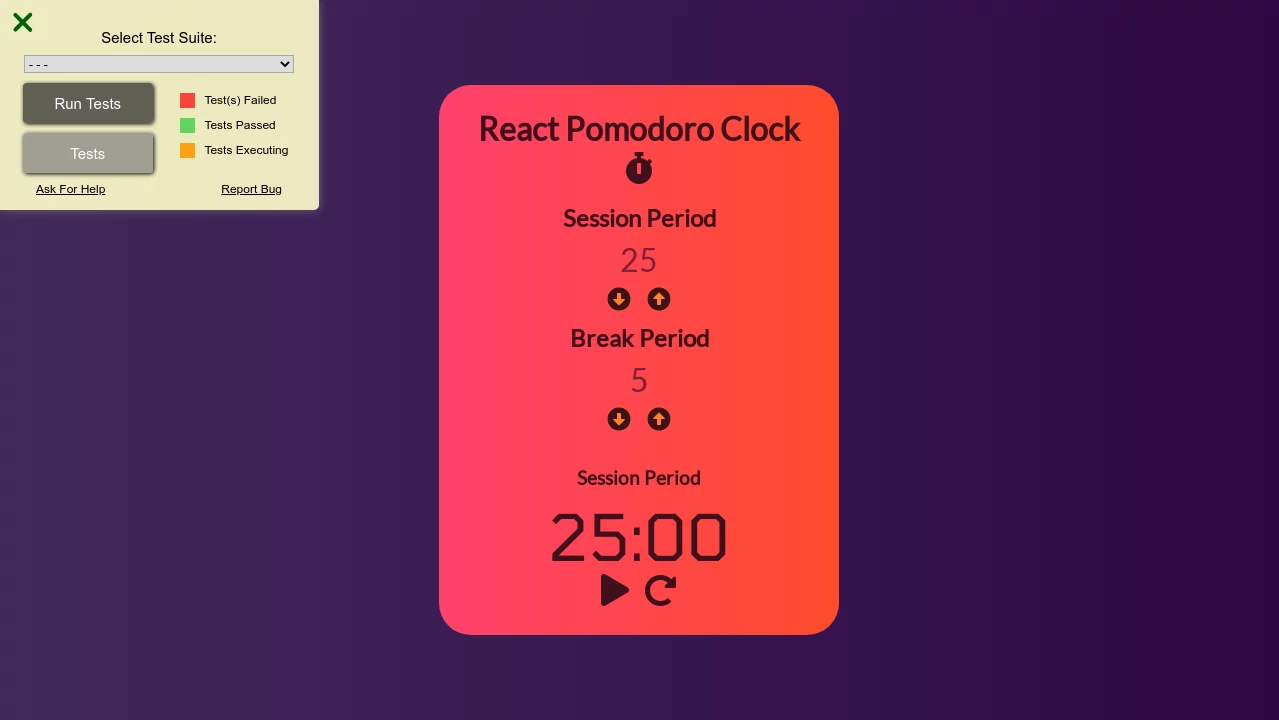 Select Test Suite:
- - -
Run Tests
Test(s) Failed
Tests Passed
Tests
Tests Executing
Ask For Help
Report Bug
React Pomodoro Clock
Session Period
25
Break Period
5
Session Period
25:00